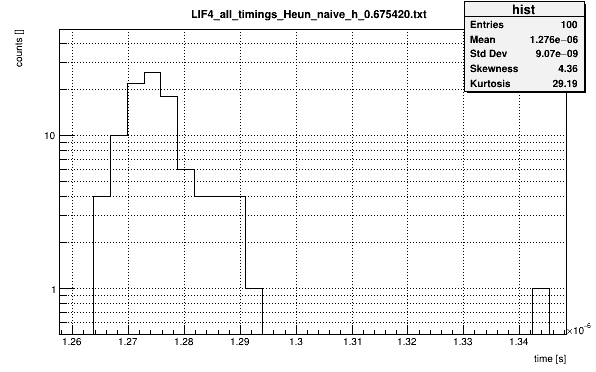 LIF4_all_timings_Heun_naive_h_0.675420.txt
hist
Entries 100
Mean 1.276e−06
Std Dev 9.07e−09
Skewness 4.36
Kurtosis 29.19
counts []
10
1
1.26 1.27 1.28 1.29 1.3 1.31 1.32 1.33 1.34
×10⁻⁶
time [s]